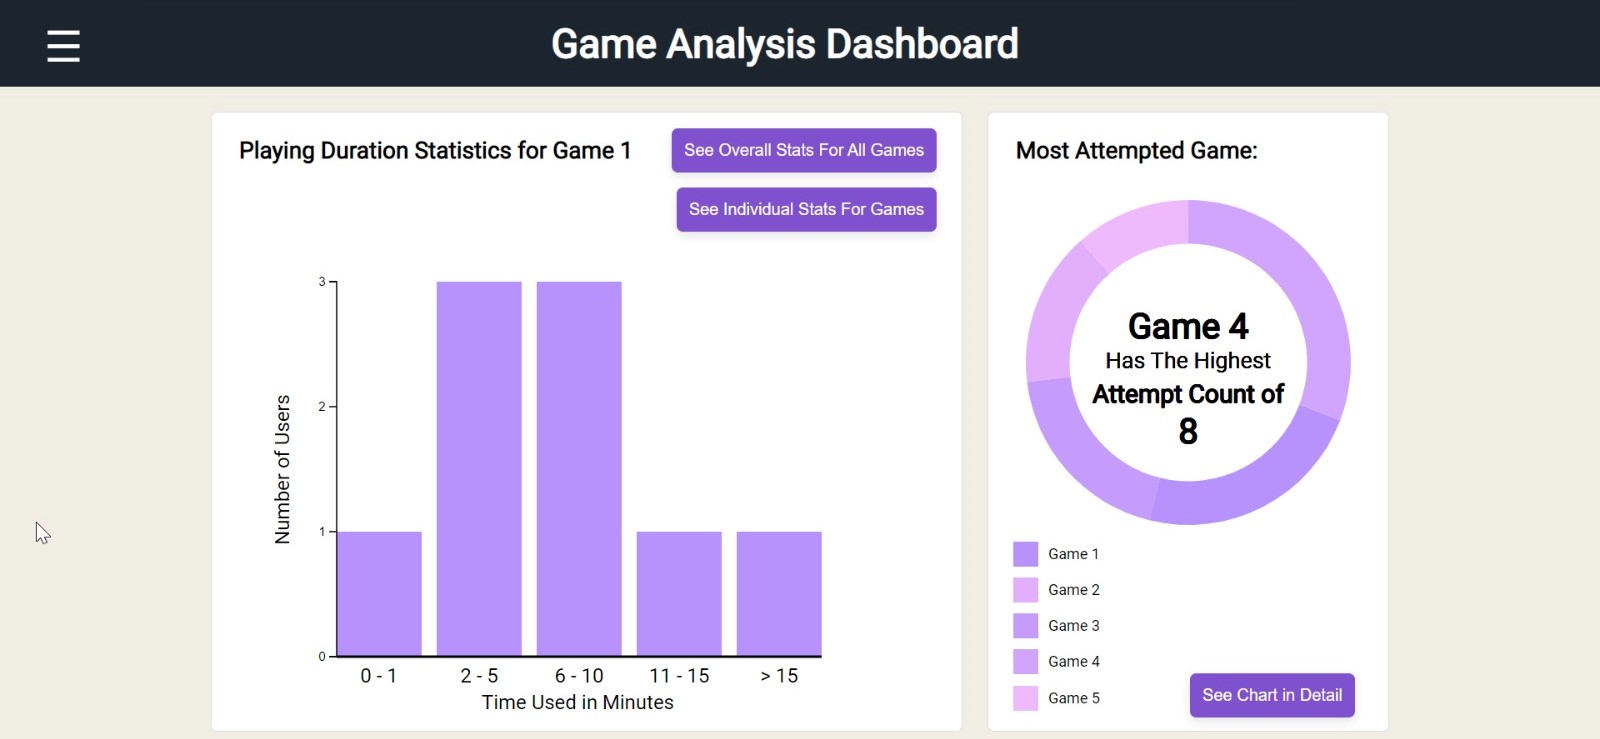 Game Analysis Dashboard
Playing Duration Statistics for Game 1
See Overall Stats For All Games
See Individual Stats For Games
3
2
1
0
Number of Users
0 - 1
2 - 5
6 - 10
11 - 15
> 15
Time Used in Minutes
Most Attempted Game:
Game 4
Has The Highest
Attempt Count of
8
Game 1
Game 2
Game 3
Game 4
Game 5
See Chart in Detail